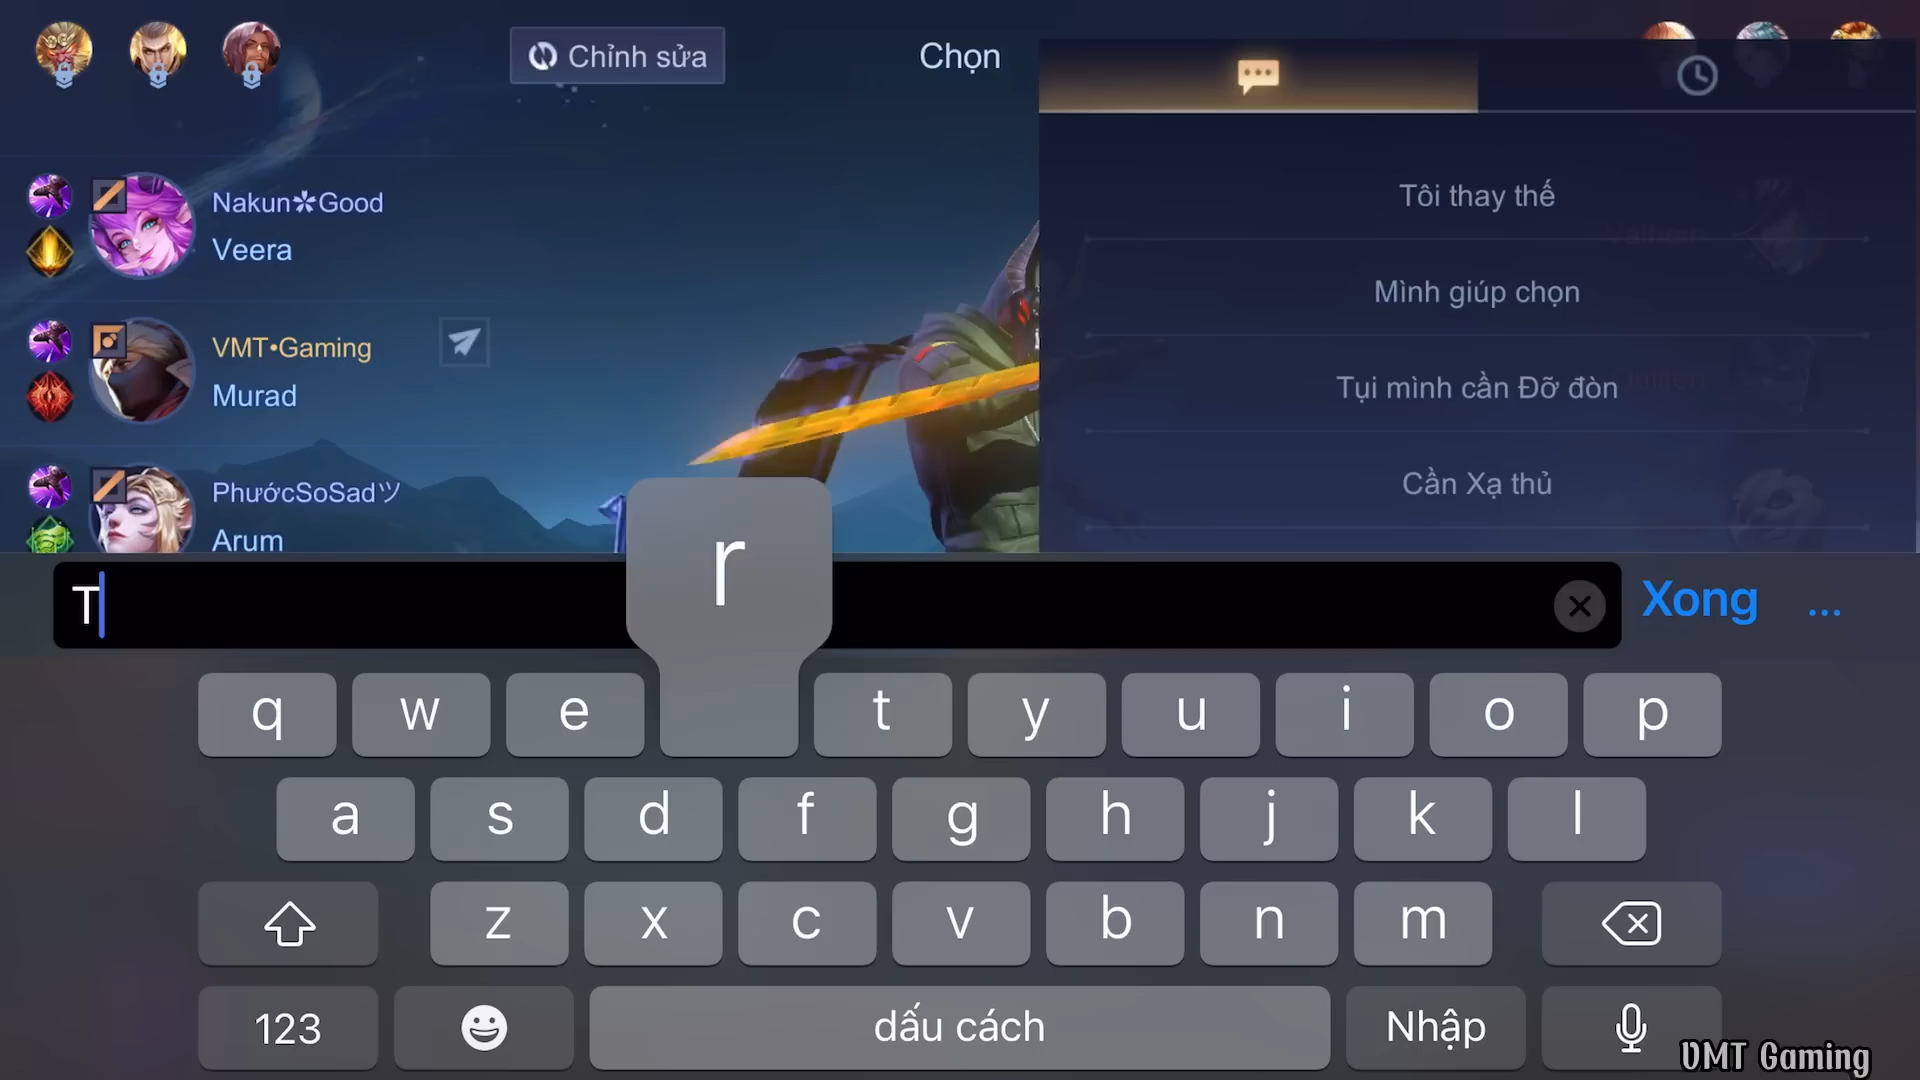 Chỉnh sửa
Chọn
Nakun✲Good
Veera
VMT•Gaming
Murad
PhướcSoSadツ
Arum
Tôi thay thế
Mình giúp chọn
Tụi mình cần Đỡ đòn
Cần Xạ thủ
T
Xong
...
r
q w e t y u i o p
a s d f g h j k l
z x c v b n m
123
dấu cách
Nhập
VMT Gaming